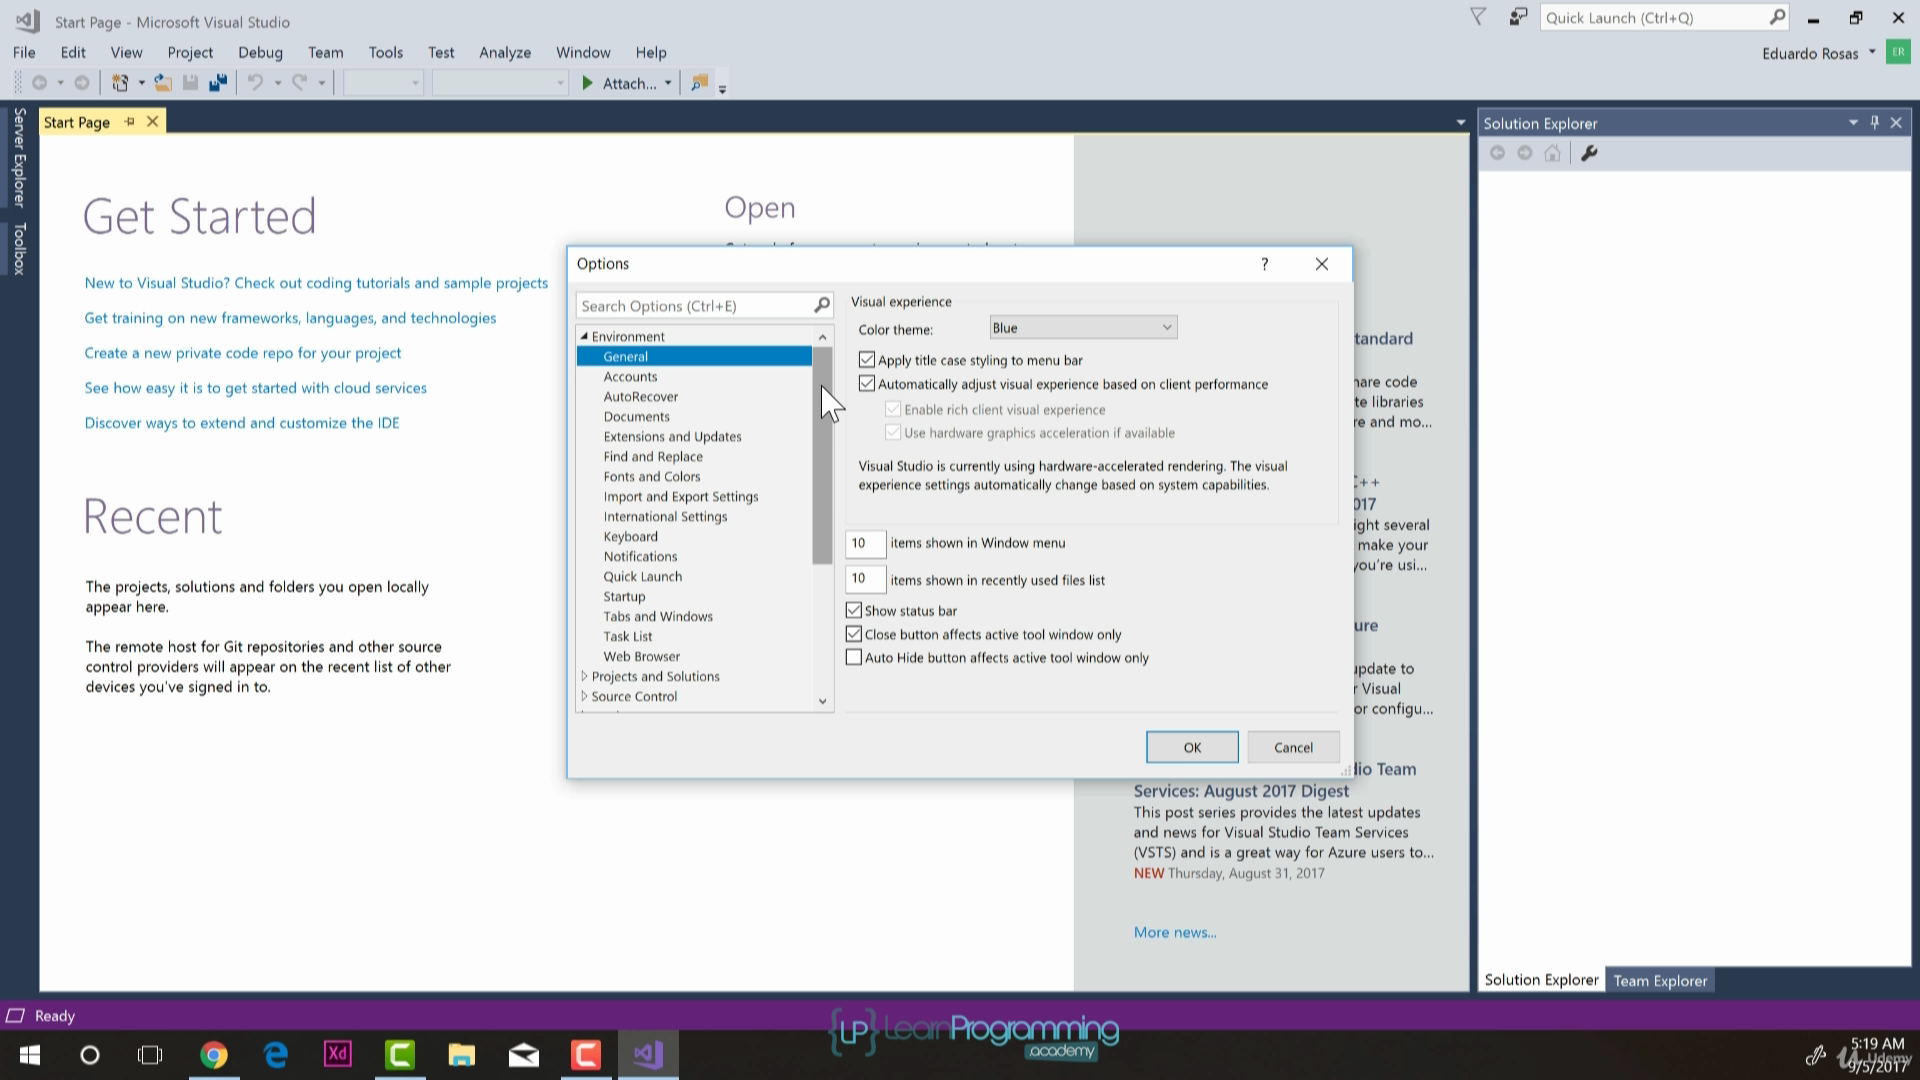 Start Page - Microsoft Visual Studio
Quick Launch (Ctrl+Q)
File Edit View Project Debug Team Tools Test Analyze Window Help
Eduardo Rosas
ER
Attach...
Server Explorer
Toolbox
Start Page
Solution Explorer
Get Started
New to Visual Studio? Check out coding tutorials and sample projects
Get training on new frameworks, languages, and technologies
Create a new private code repo for your project
See how easy it is to get started with cloud services
Discover ways to extend and customize the IDE
Recent
The projects, solutions and folders you open locally
appear here.
The remote host for Git repositories and other source
control providers will appear on the recent list of other
devices you've signed in to.
Open
Options
?
Search Options (Ctrl+E)
Environment
General
Accounts
AutoRecover
Documents
Extensions and Updates
Find and Replace
Fonts and Colors
Import and Export Settings
International Settings
Keyboard
Notifications
Quick Launch
Startup
Tabs and Windows
Task List
Web Browser
Projects and Solutions
Source Control
Visual experience
Color theme:
Blue
Apply title case styling to menu bar
Automatically adjust visual experience based on client performance
Enable rich client visual experience
Use hardware graphics acceleration if available
Visual Studio is currently using hardware-accelerated rendering. The visual
experience settings automatically change based on system capabilities.
10 items shown in Window menu
10 items shown in recently used files list
Show status bar
Close button affects active tool window only
Auto Hide button affects active tool window only
OK
Cancel
tandard
te libraries
re and mo...
++
017
ight several
make your
you're usi...
ure
update to
Visual
or configu...
dio Team
Services: August 2017 Digest
This post series provides the latest updates
and news for Visual Studio Team Services
(VSTS) and is a great way for Azure users to...
NEW Thursday, August 31, 2017
More news...
Solution Explorer
Team Explorer
Ready
{LP} LearnProgramming
.academy
Xd
5:19 AM
9/5/2017
Udemy